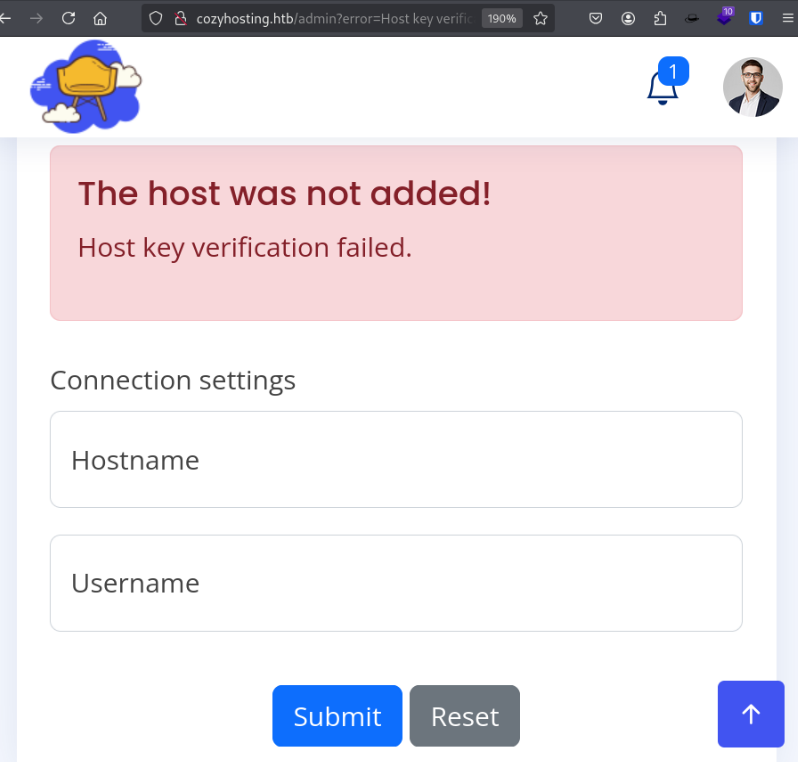 cozyhosting.htb/admin?error=Host key verific
190%
10
1
The host was not added!
Host key verification failed.
Connection settings
Hostname
Username
Submit
Reset